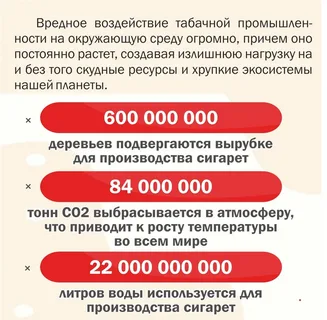 Вредное воздействие табачной промышлен-
ности на окружающую среду огромно, причем оно
постоянно растет, создавая излишнюю нагрузку на
и без того скудные ресурсы и хрупкие экосистемы
нашей планеты.
× 600 000 000
деревьев подвергаются вырубке
для производства сигарет
× 84 000 000
тонн СО2 выбрасывается в атмосферу,
что приводит к росту температуры
во всем мире
× 22 000 000 000
литров воды используется для
производства сигарет